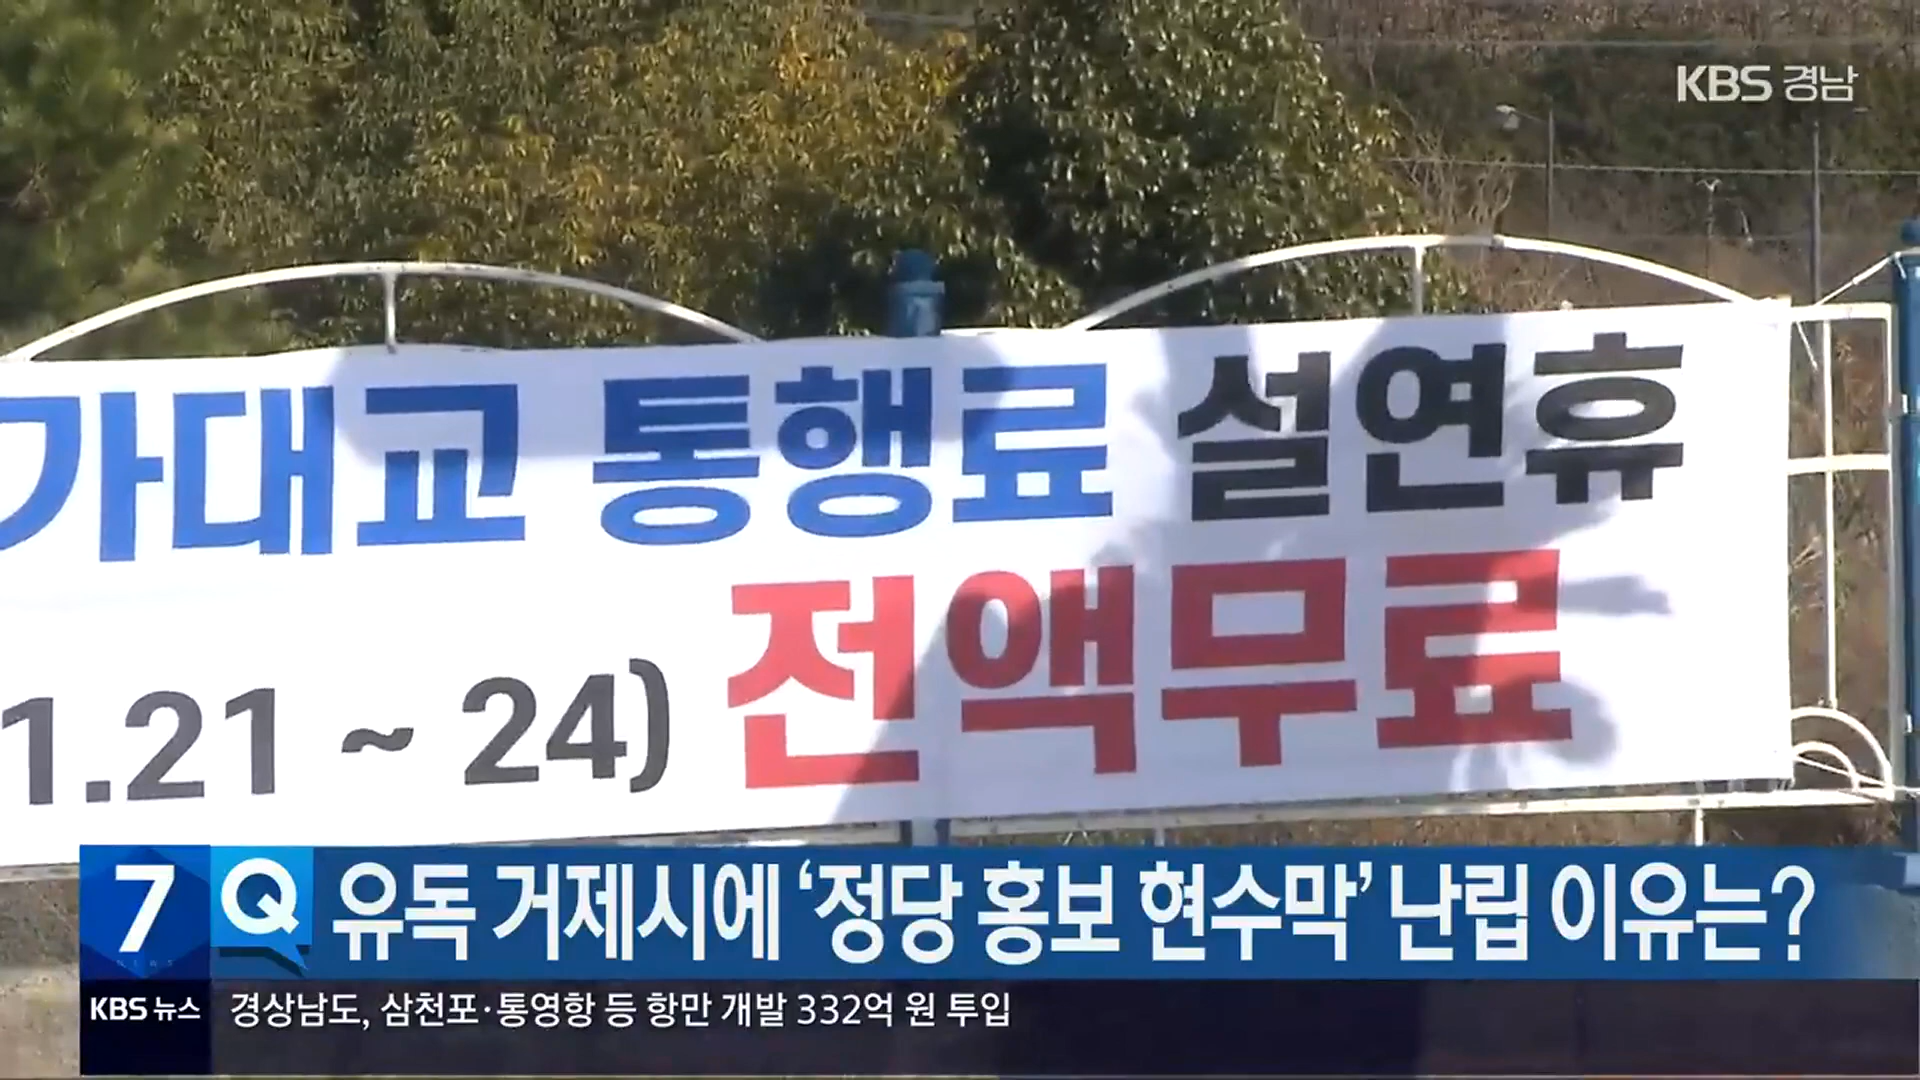 KBS 경남
가대교 통행료 설연휴
1.21 ~ 24) 전액무료
7 Q 유독 거제시에 ‘정당 홍보 현수막’ 난립 이유는?
NEWS
KBS 뉴스 경상남도, 삼천포·통영항 등 항만 개발 332억 원 투입